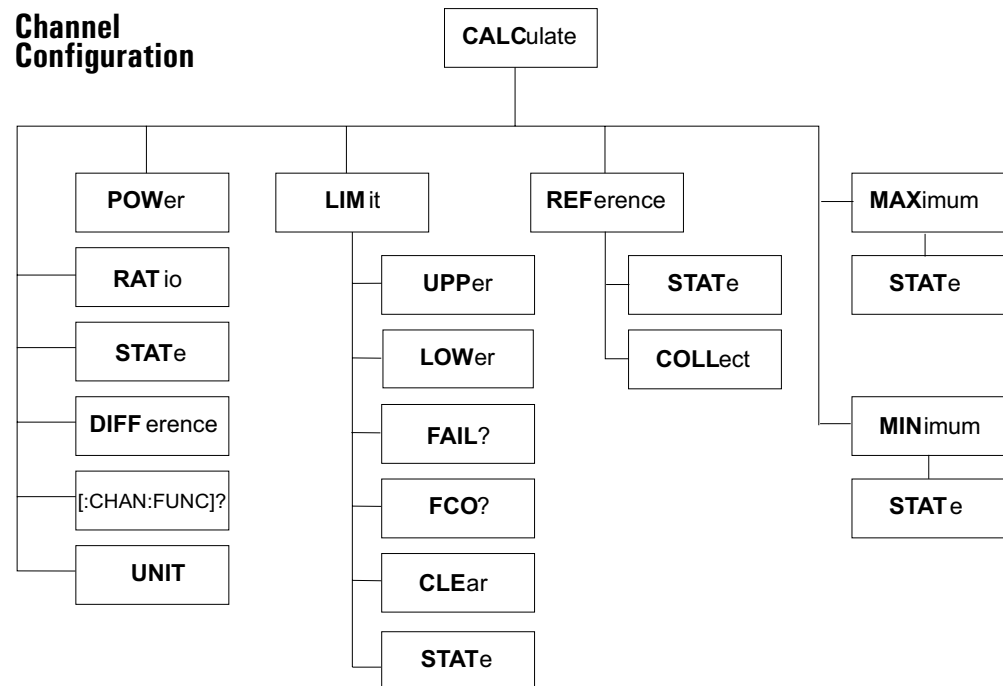 Channel
Configuration
CALCulate
POWer
RATio
STATe
DIFFerence
[:CHAN:FUNC]?
UNIT
LIMit
UPPer
LOWer
FAIL?
FCO?
CLEar
STATe
REFerence
STATe
COLLect
MAXimum
STATe
MINimum
STATe